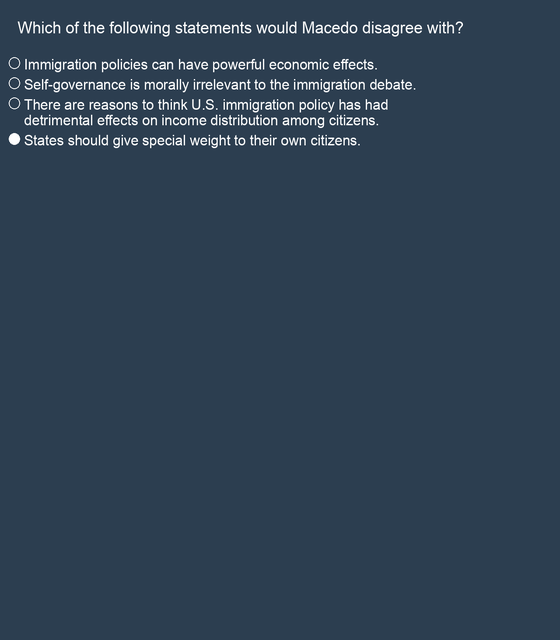 Which of the following statements would Macedo disagree with?
Immigration policies can have powerful economic effects.
Self-governance is morally irrelevant to the immigration debate.
There are reasons to think U.S. immigration policy has had
detrimental effects on income distribution among citizens.
States should give special weight to their own citizens.